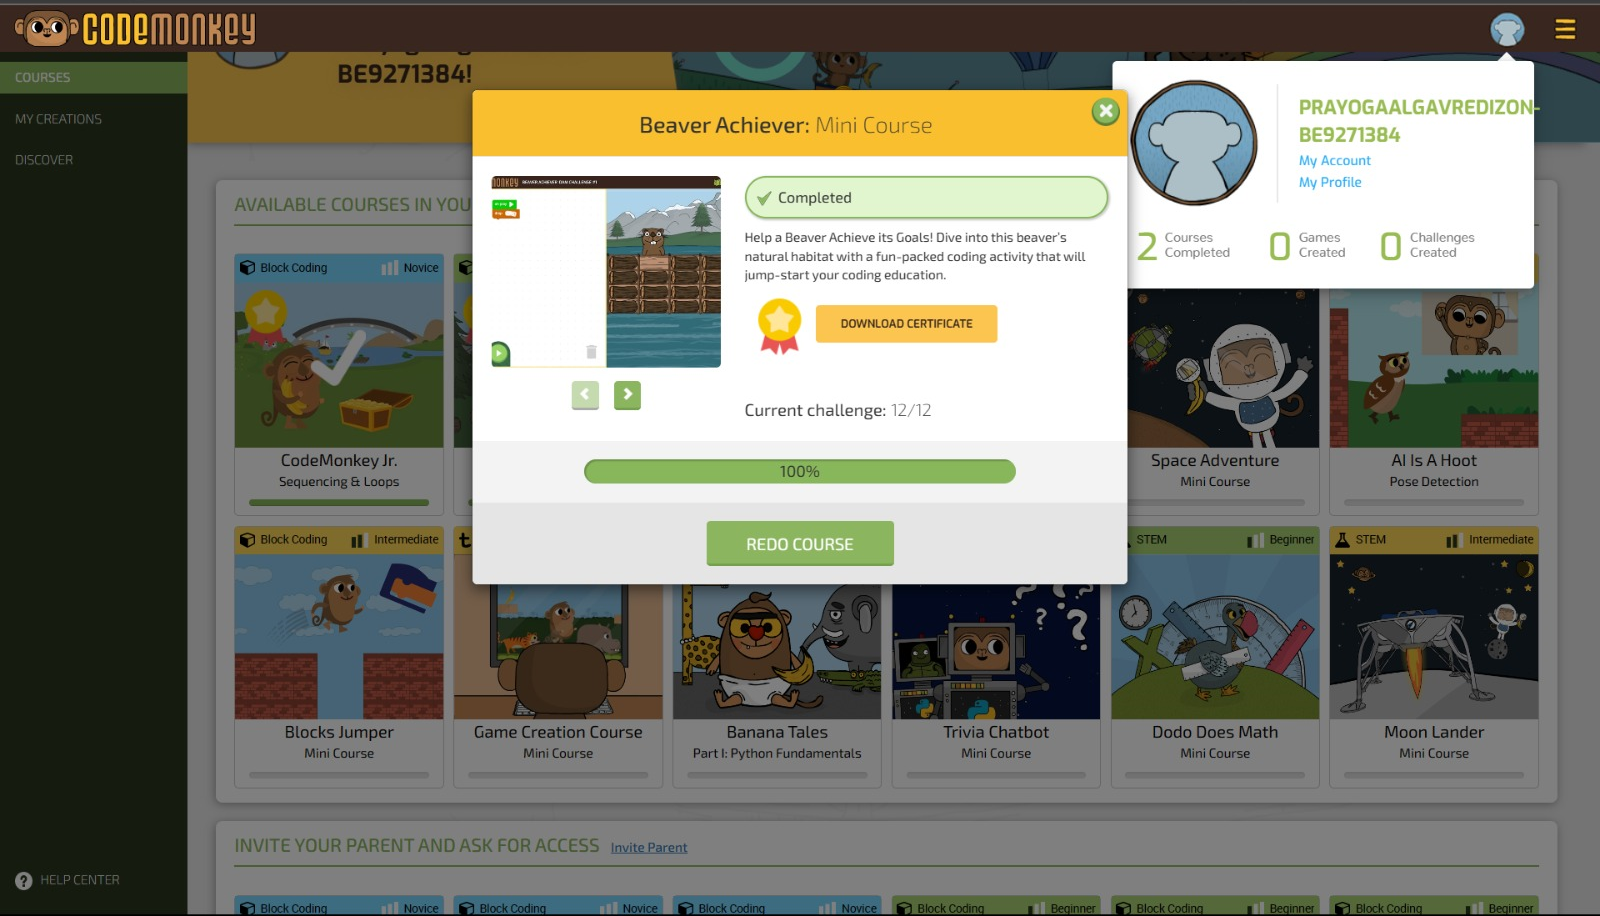 CODEMONKEY
COURSES
MY CREATIONS
DISCOVER
HELP CENTER
BE9271384!
PRAYOGAALGAVREDIZON-
BE9271384
My Account
My Profile
2 Courses Completed
0 Games Created
0 Challenges Created
Beaver Achiever: Mini Course
Completed
Help a Beaver Achieve its Goals! Dive into this beaver's
natural habitat with a fun-packed coding activity that will
jump-start your coding education.
DOWNLOAD CERTIFICATE
Current challenge: 12/12
100%
REDO COURSE
AVAILABLE COURSES IN YOU
Block Coding Novice
CodeMonkey Jr.
Sequencing & Loops
Space Adventure
Mini Course
AI Is A Hoot
Pose Detection
Block Coding Intermediate
Blocks Jumper
Mini Course
Game Creation Course
Mini Course
Banana Tales
Part I: Python Fundamentals
Trivia Chatbot
Mini Course
STEM Beginner
Dodo Does Math
Mini Course
STEM Intermediate
Moon Lander
Mini Course
INVITE YOUR PARENT AND ASK FOR ACCESS Invite Parent
Block Coding Novice
Block Coding Novice
Block Coding Novice
Block Coding Beginner
Block Coding Beginner
Block Coding Beginner